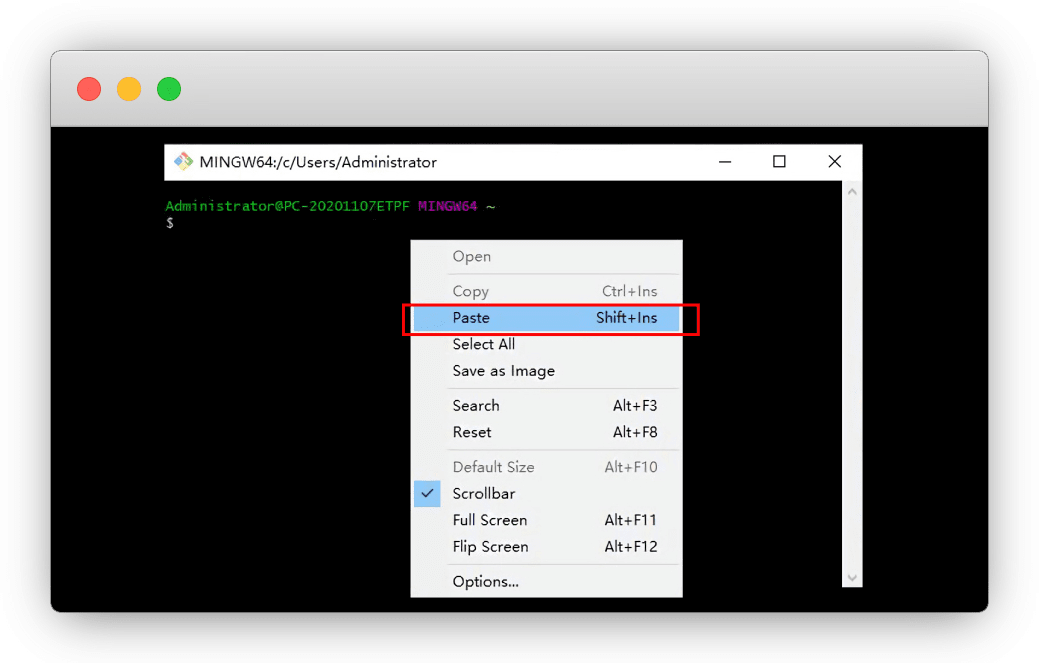 MINGW64:/c/Users/Administrator
Administrator@PC-20201107ETPF MINGW64 ~
$
Open
Copy Ctrl+Ins
Paste Shift+Ins
Select All
Save as Image
Search Alt+F3
Reset Alt+F8
Default Size Alt+F10
Scrollbar
Full Screen Alt+F11
Flip Screen Alt+F12
Options...